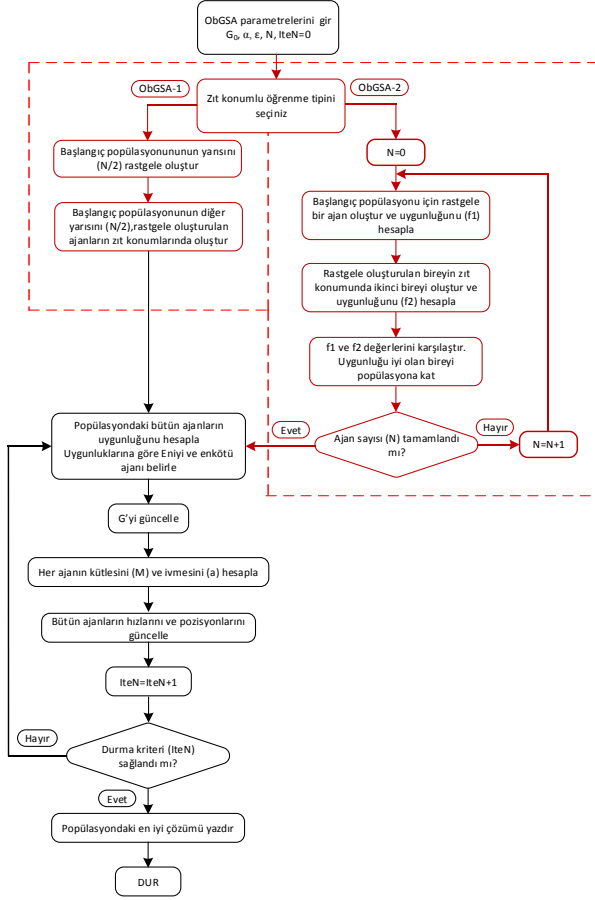 ObGSA parametrelerini gir
G0, α, ε, N, IteN=0
ObGSA-1
ObGSA-2
Zıt konumlu öğrenme tipini
seçiniz
Başlangıç popülasyonununun yarısını
(N/2) rastgele oluştur
Başlangıç popülasyonunun diğer
yarısını (N/2),rastgele oluşturulan
ajanların zıt konumlarında oluştur
N=0
Başlangıç popülasyonu için rastgele
bir ajan oluştur ve uygunluğunu (f1)
hesapla
Rastgele oluşturulan bireyin zıt
konumunda ikinci bireyi oluştur ve
uygunluğunu (f2) hesapla
f1 ve f2 değerlerini karşılaştır.
Uygunluğu iyi olan bireyi
popülasyona kat
Ajan sayısı (N) tamamlandı
mı?
Evet
Hayır
N=N+1
Popülasyondaki bütün ajanların
uygunluğunu hesapla
Uygunluklarına göre Eniyi ve enkötü
ajanı belirle
G'yi güncelle
Her ajanın kütlesini (M) ve ivmesini (a) hesapla
Bütün ajanların hızlarını ve pozisyonlarını
güncelle
IteN=IteN+1
Durma kriteri (IteN)
sağlandı mı?
Hayır
Evet
Popülasyondaki en iyi çözümü yazdır
DUR